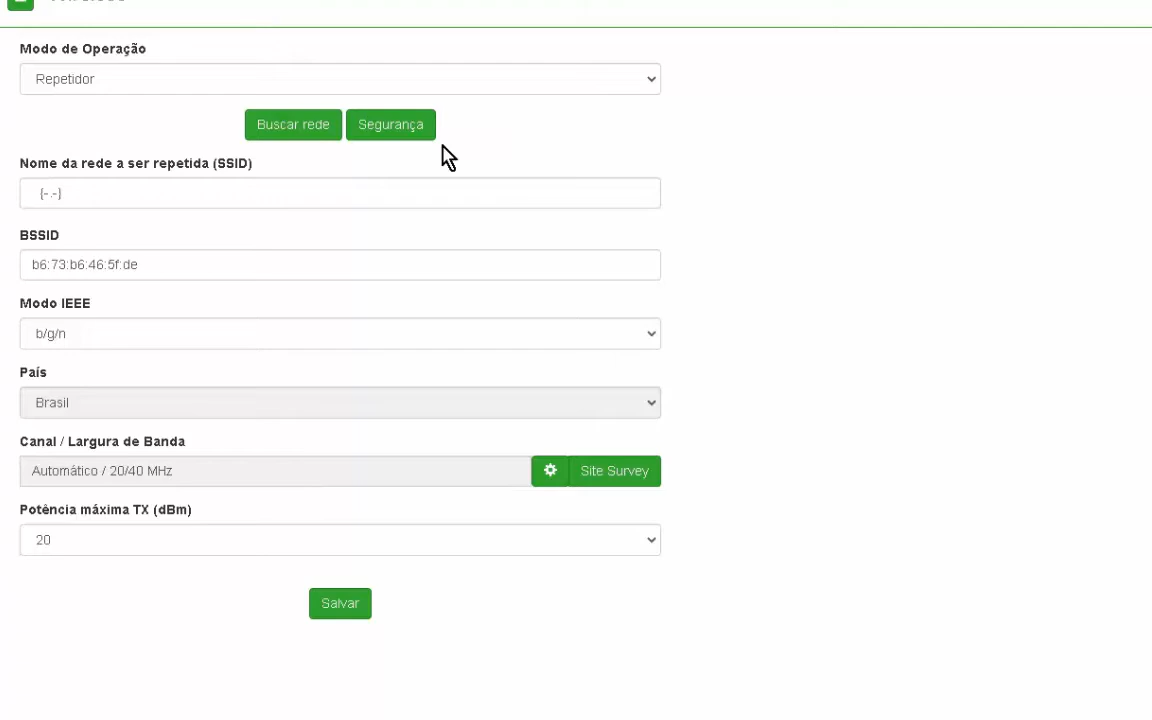 Modo de Operação
Repetidor
Buscar rede Segurança
Nome da rede a ser repetida (SSID)
{-.-}
BSSID
b6:73:b6:46:5f:de
Modo IEEE
b/g/n
País
Brasil
Canal / Largura de Banda
Automático / 20/40 MHz
Site Survey
Potência máxima TX (dBm)
20
Salvar